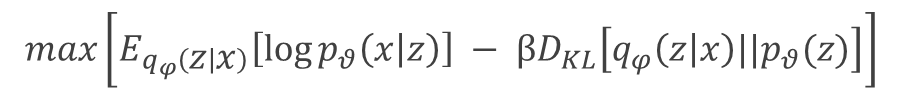 max[E_{q_φ(z|x)}[log p_ϑ(x|z)] − βD_{KL}[q_φ(z|x)||p_ϑ(z)]]